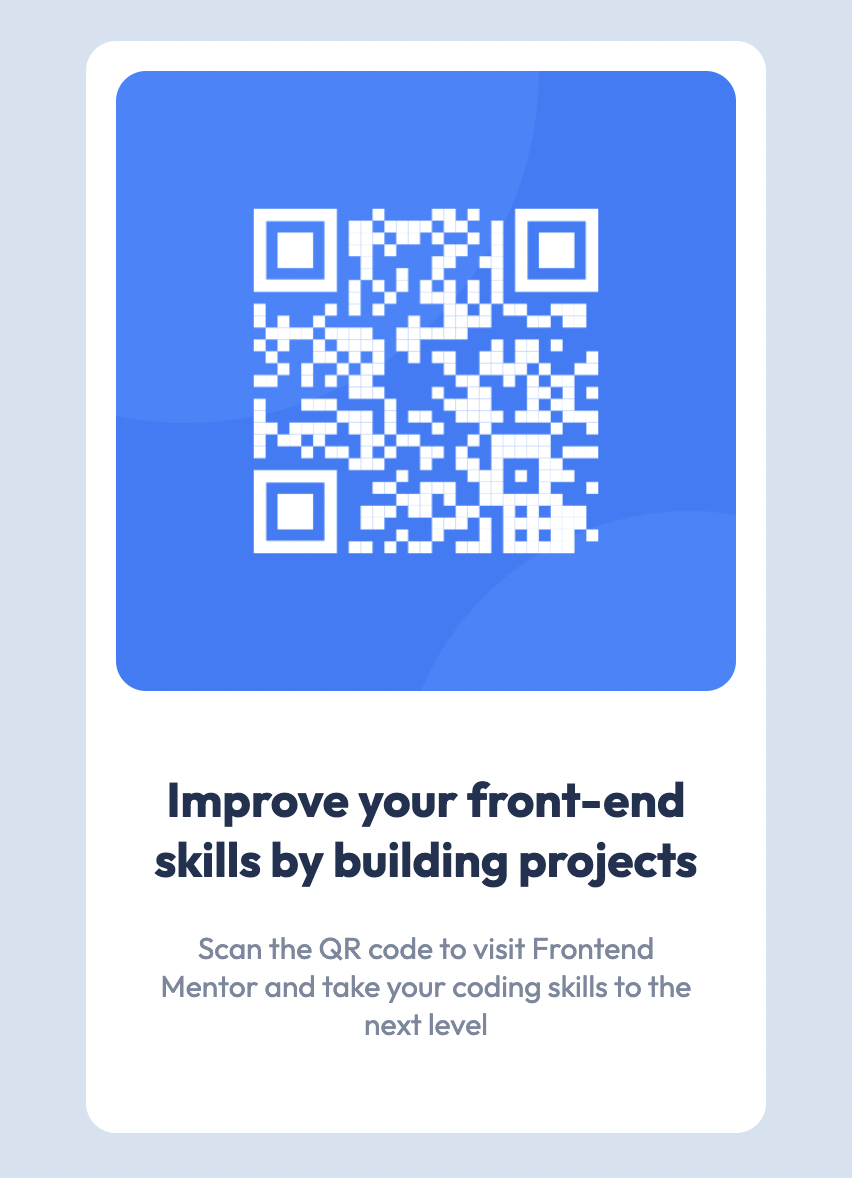 Improve your front-end
skills by building projects
Scan the QR code to visit Frontend
Mentor and take your coding skills to the
next level